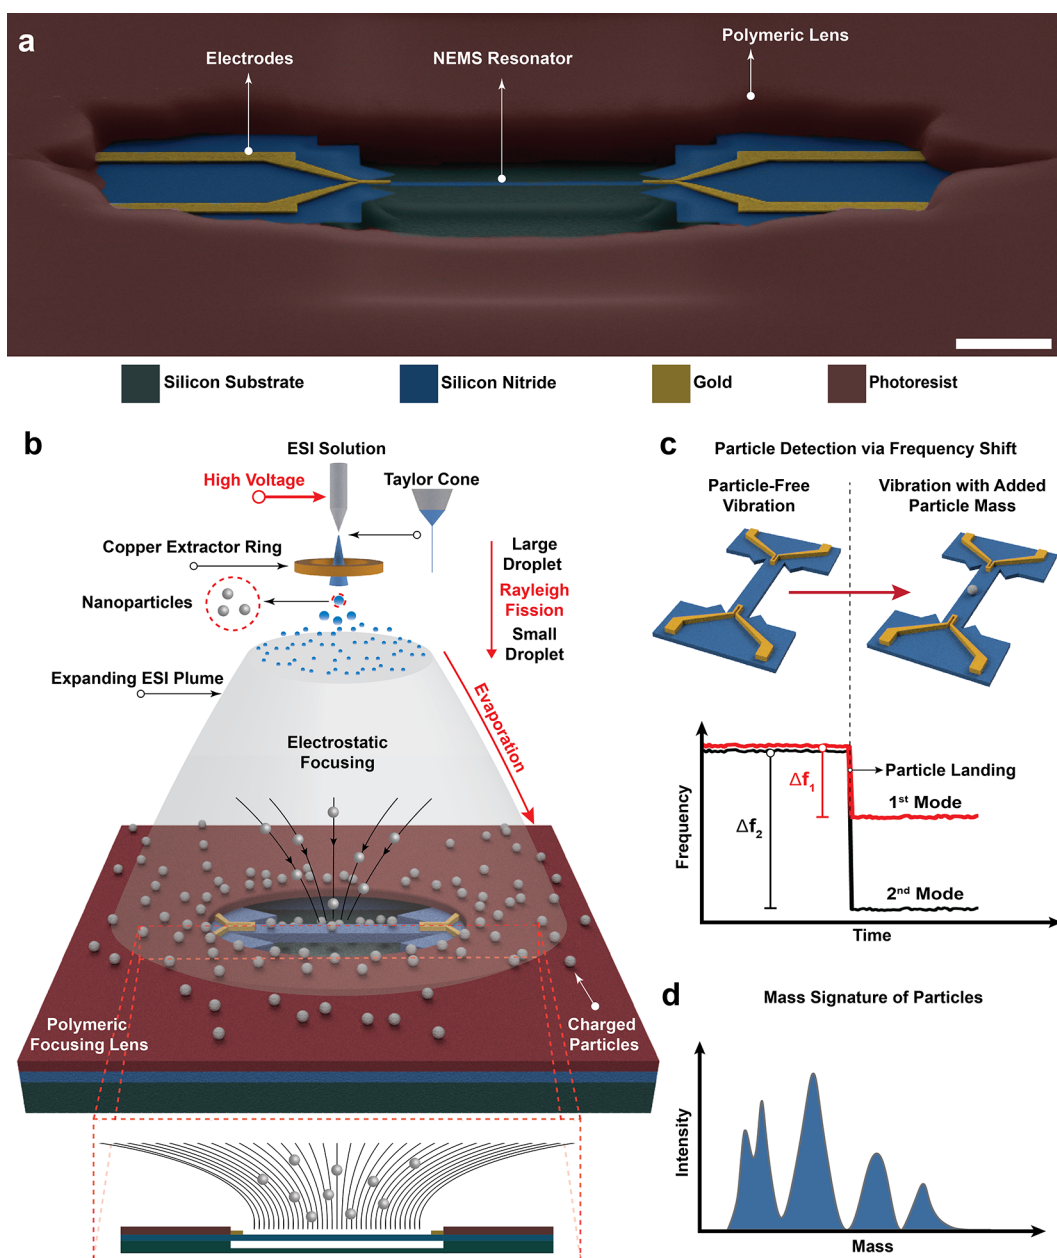 a
Electrodes
NEMS Resonator
Polymeric Lens
Silicon Substrate
Silicon Nitride
Gold
Photoresist
b
ESI Solution
High Voltage
Taylor Cone
Copper Extractor Ring
Nanoparticles
Large
Droplet
Rayleigh
Fission
Small
Droplet
Expanding ESI Plume
Evaporation
Electrostatic
Focusing
Polymeric
Focusing Lens
Charged
Particles
c
Particle Detection via Frequency Shift
Particle-Free
Vibration
Vibration with Added
Particle Mass
Frequency
Δf₂
Δf₁
Particle Landing
1ˢᵗ Mode
2ⁿᵈ Mode
Time
d
Mass Signature of Particles
Intensity
Mass